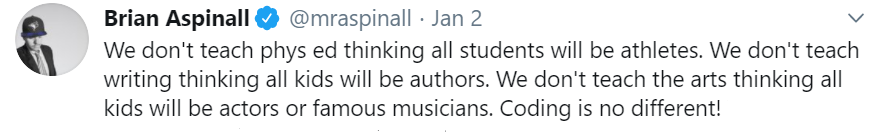 Brian Aspinall @mraspinall · Jan 2
We don't teach phys ed thinking all students will be athletes. We don't teach
writing thinking all kids will be authors. We don't teach the arts thinking all
kids will be actors or famous musicians. Coding is no different!